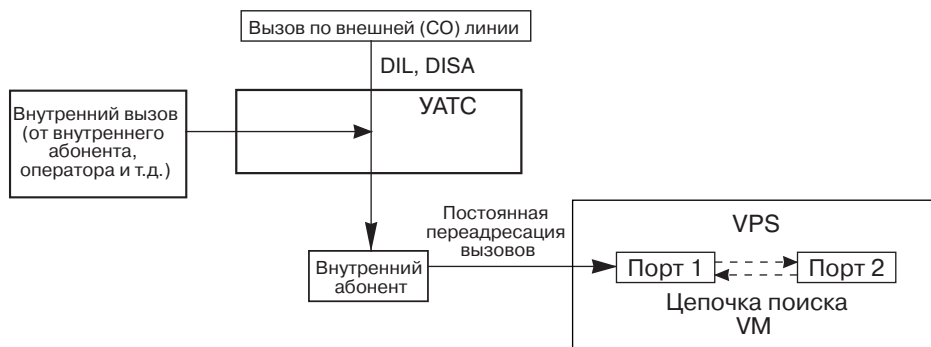 Вызов по внешней (CO) линии
DIL, DISA
УАТС
Внутренний вызов
(от внутреннего
абонента,
оператора и т.д.)
Постоянная
переадресация
вызовов
Внутренний
абонент
VPS
Порт 1
Порт 2
Цепочка поиска
VM